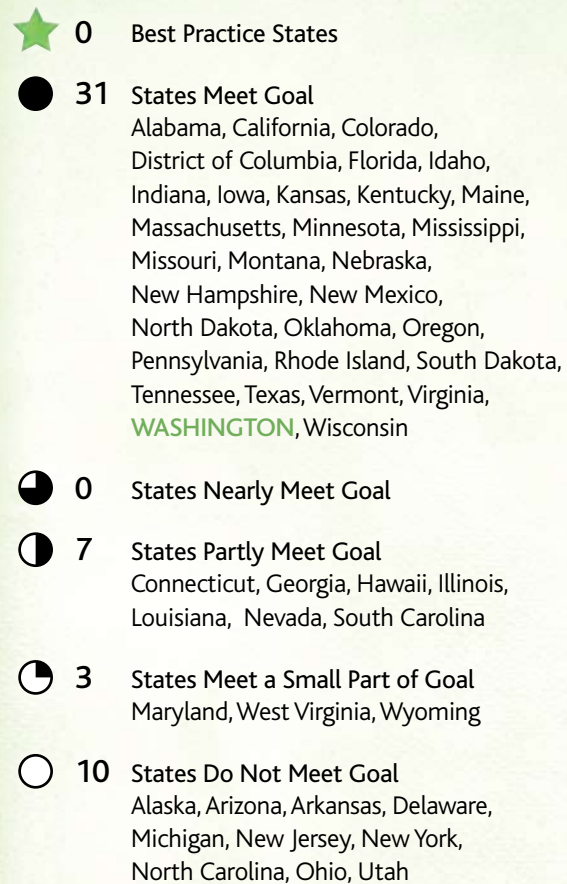 0 Best Practice States
31 States Meet Goal
Alabama, California, Colorado,
District of Columbia, Florida, Idaho,
Indiana, Iowa, Kansas, Kentucky, Maine,
Massachusetts, Minnesota, Mississippi,
Missouri, Montana, Nebraska,
New Hampshire, New Mexico,
North Dakota, Oklahoma, Oregon,
Pennsylvania, Rhode Island, South Dakota,
Tennessee, Texas, Vermont, Virginia,
WASHINGTON, Wisconsin
0 States Nearly Meet Goal
7 States Partly Meet Goal
Connecticut, Georgia, Hawaii, Illinois,
Louisiana, Nevada, South Carolina
3 States Meet a Small Part of Goal
Maryland, West Virginia, Wyoming
10 States Do Not Meet Goal
Alaska, Arizona, Arkansas, Delaware,
Michigan, New Jersey, New York,
North Carolina, Ohio, Utah